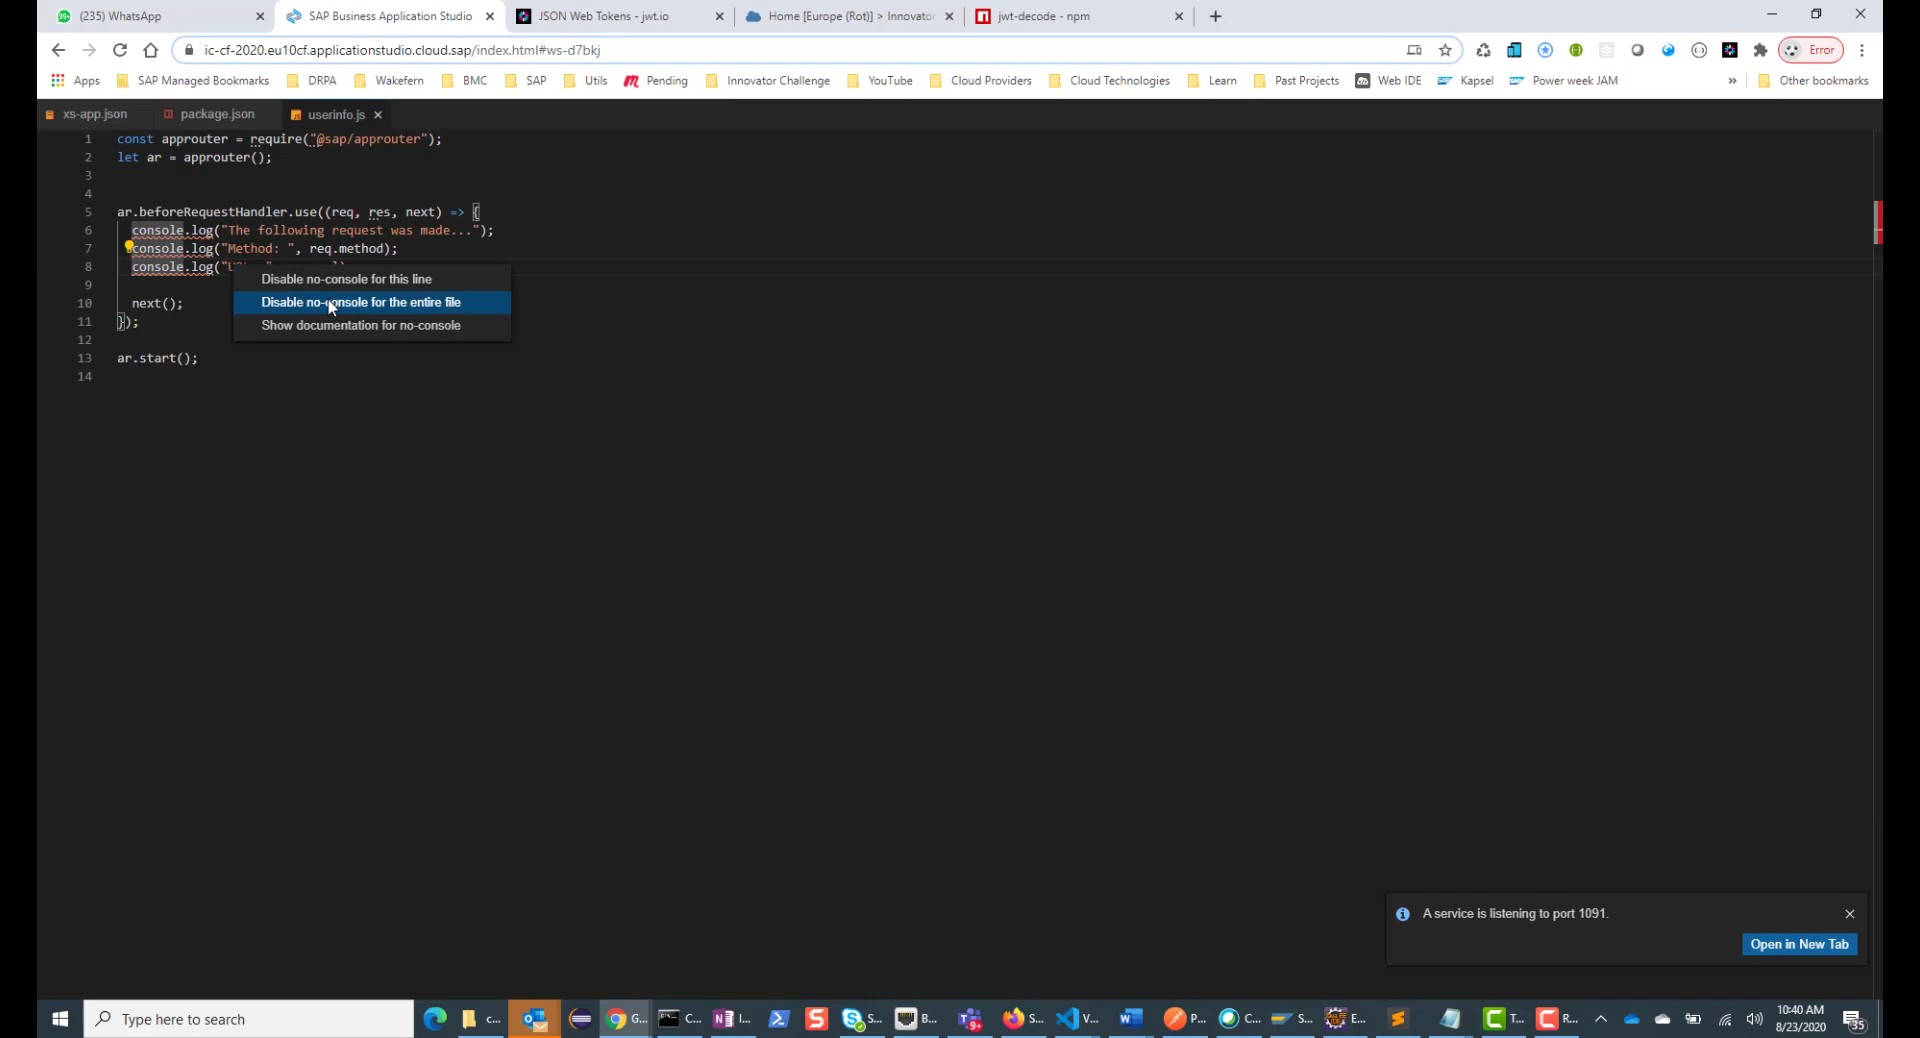 (235) WhatsApp
SAP Business Application Studio
JSON Web Tokens - jwt.io
Home [Europe (Rot)] > Innovator
jwt-decode - npm
ic-cf-2020.eu10cf.applicationstudio.cloud.sap/index.html#ws-d7bkj
Error
Apps
SAP Managed Bookmarks
DRPA
Wakefern
BMC
SAP
Utils
Pending
Innovator Challenge
YouTube
Cloud Providers
Cloud Technologies
Learn
Past Projects
Web IDE
Kapsel
Power week JAM
»
Other bookmarks
xs-app.json
package.json
userinfo.js
1 const approuter = require("@sap/approuter");
2 let ar = approuter();
3
4
5 ar.beforeRequestHandler.use((req, res, next) => {
6 console.log("The following request was made...");
7 console.log("Method: ", req.method);
8 console.log("
9
10 next();
11 });
12
13 ar.start();
14
Disable no-console for this line
Disable no-console for the entire file
Show documentation for no-console
A service is listening to port 1091.
Open in New Tab
Type here to search
c...
G...
C...
I...
S...
B...
9+
S...
V...
P...
C...
S...
E...
T...
R...
10:40 AM
8/23/2020
35